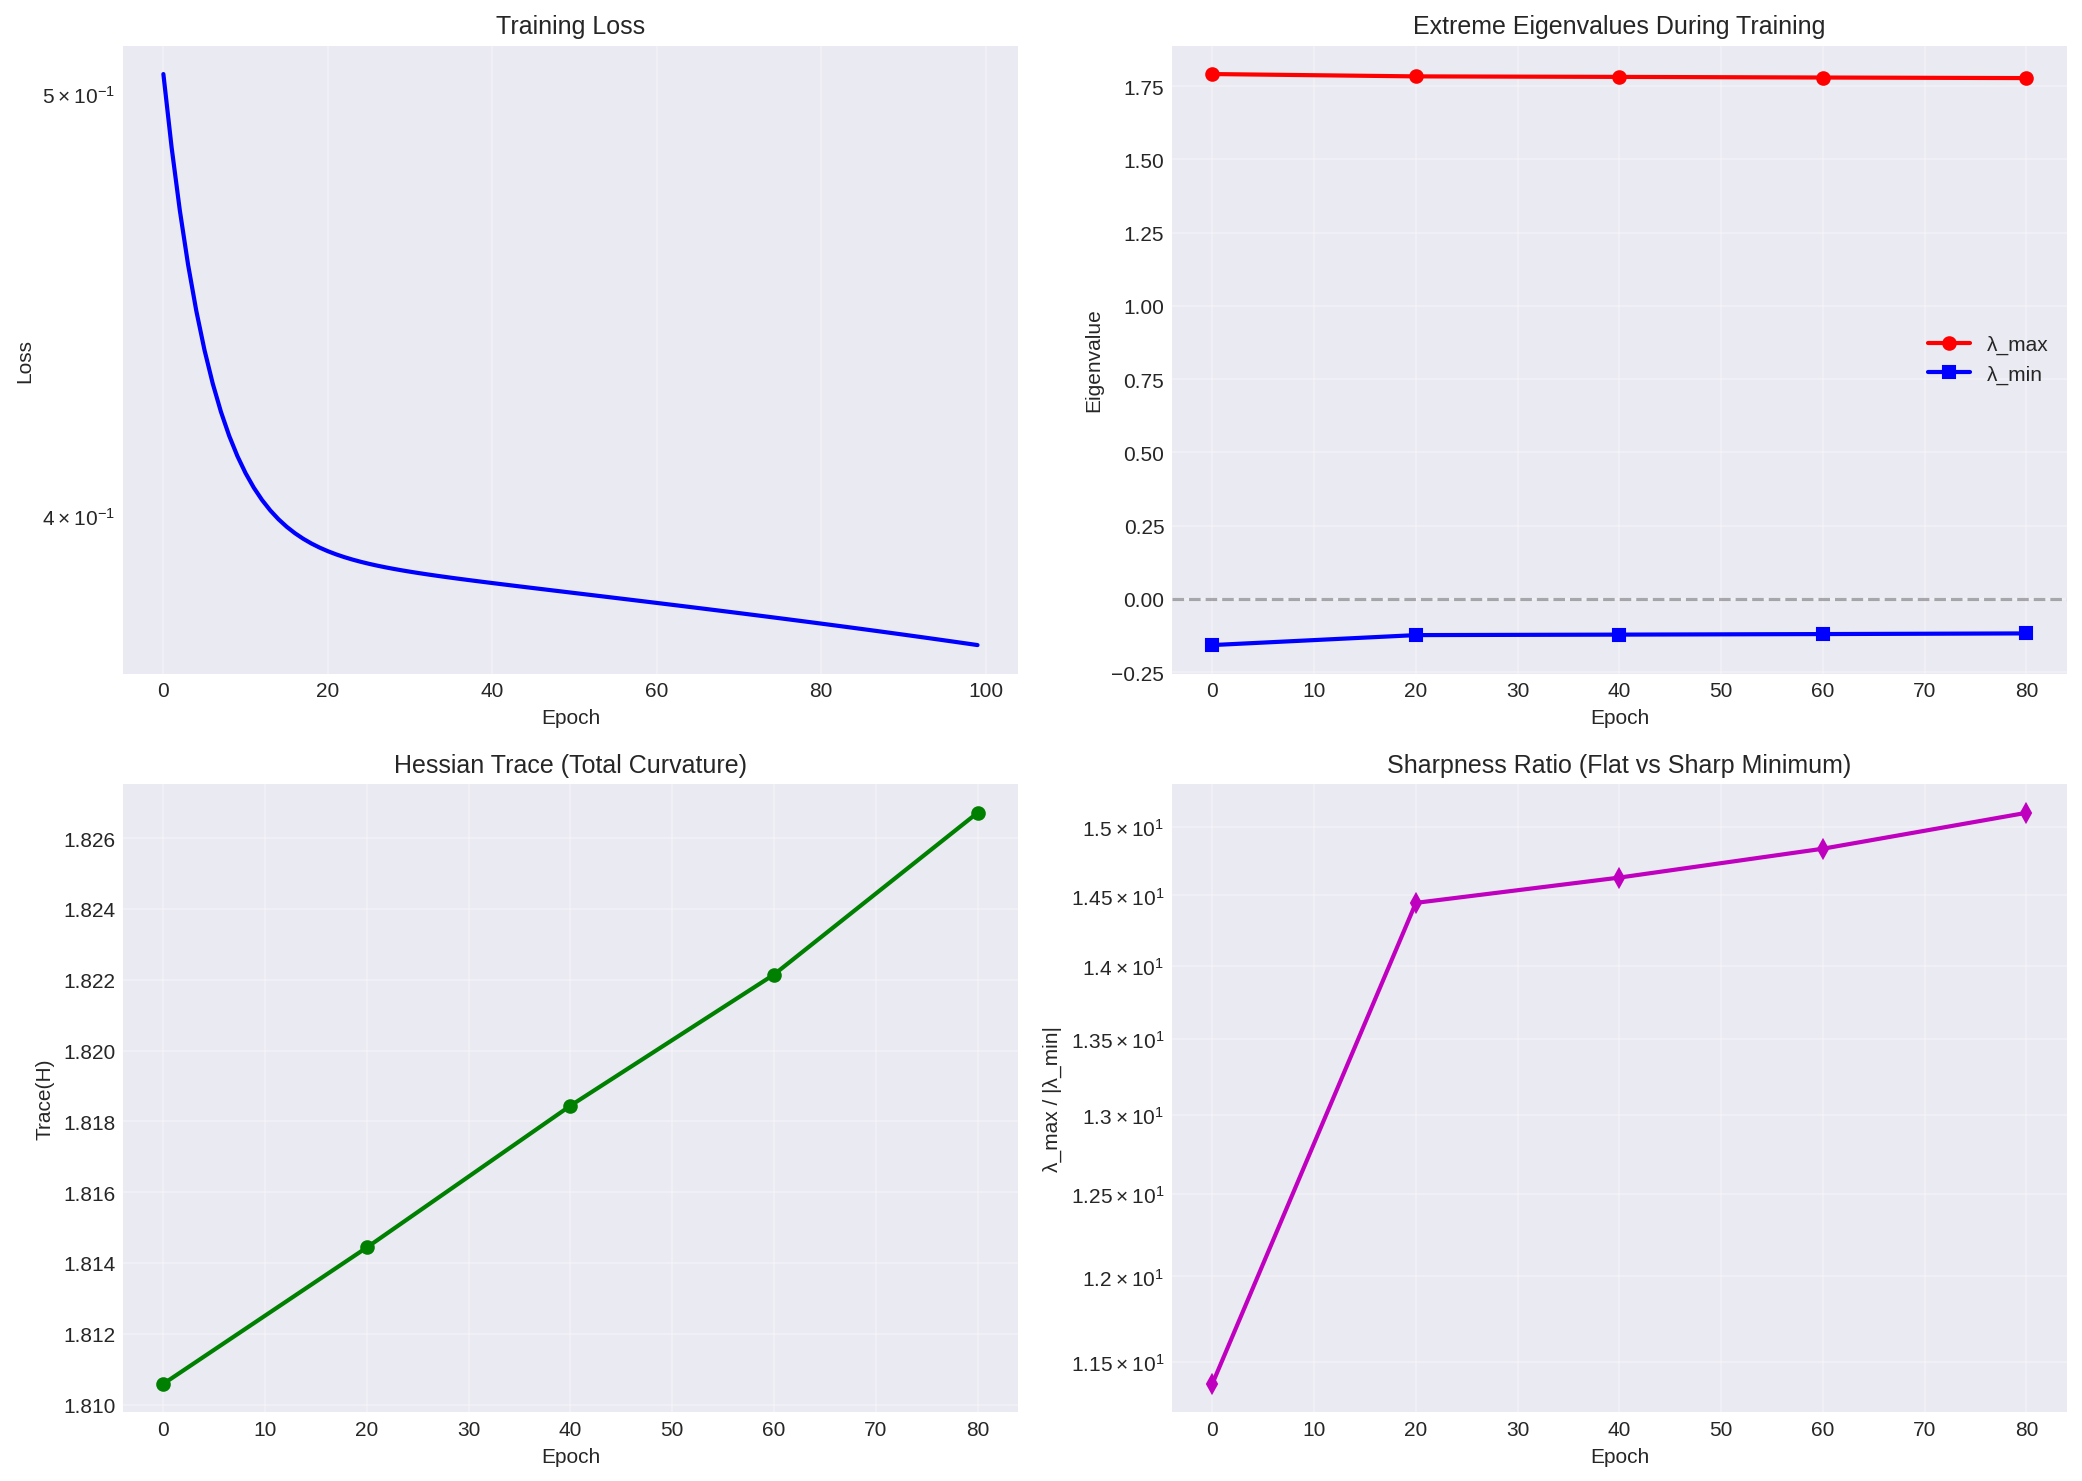 Training Loss
5 × 10⁻¹
4 × 10⁻¹
Loss
0 20 40 60 80 100
Epoch
Extreme Eigenvalues During Training
1.75
1.50
1.25
1.00
0.75
0.50
0.25
0.00
−0.25
Eigenvalue
λ_max
λ_min
0 10 20 30 40 50 60 70 80
Epoch
Hessian Trace (Total Curvature)
1.826
1.824
1.822
1.820
1.818
1.816
1.814
1.812
1.810
Trace(H)
0 10 20 30 40 50 60 70 80
Epoch
Sharpness Ratio (Flat vs Sharp Minimum)
1.5 × 10¹
1.45 × 10¹
1.4 × 10¹
1.35 × 10¹
1.3 × 10¹
1.25 × 10¹
1.2 × 10¹
1.15 × 10¹
λ_max / |λ_min|
0 10 20 30 40 50 60 70 80
Epoch